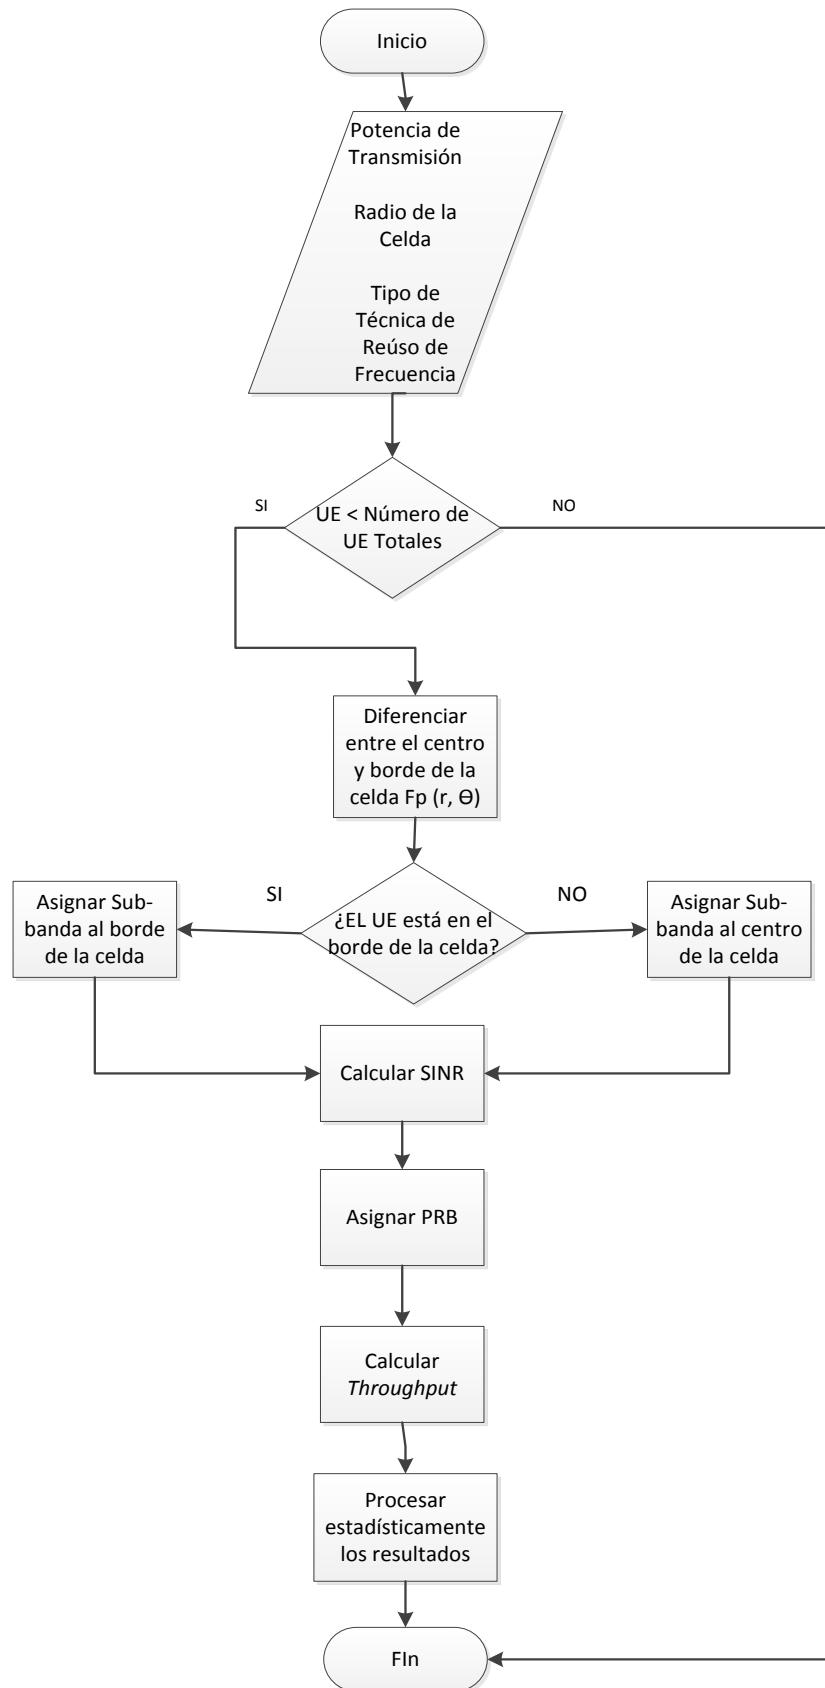 Inicio
Potencia de
Transmisión
Radio de la
Celda
Tipo de
Técnica de
Reúso de
Frecuencia
SI
NO
UE < Número de
UE Totales
Diferenciar
entre el centro
y borde de la
celda Fp (r, Ɵ)
Asignar Sub-
banda al borde
de la celda
SI
¿EL UE está en el
borde de la celda?
NO
Asignar Sub-
banda al centro
de la celda
Calcular SINR
Asignar PRB
Calcular
Throughput
Procesar
estadísticamente
los resultados
FIn